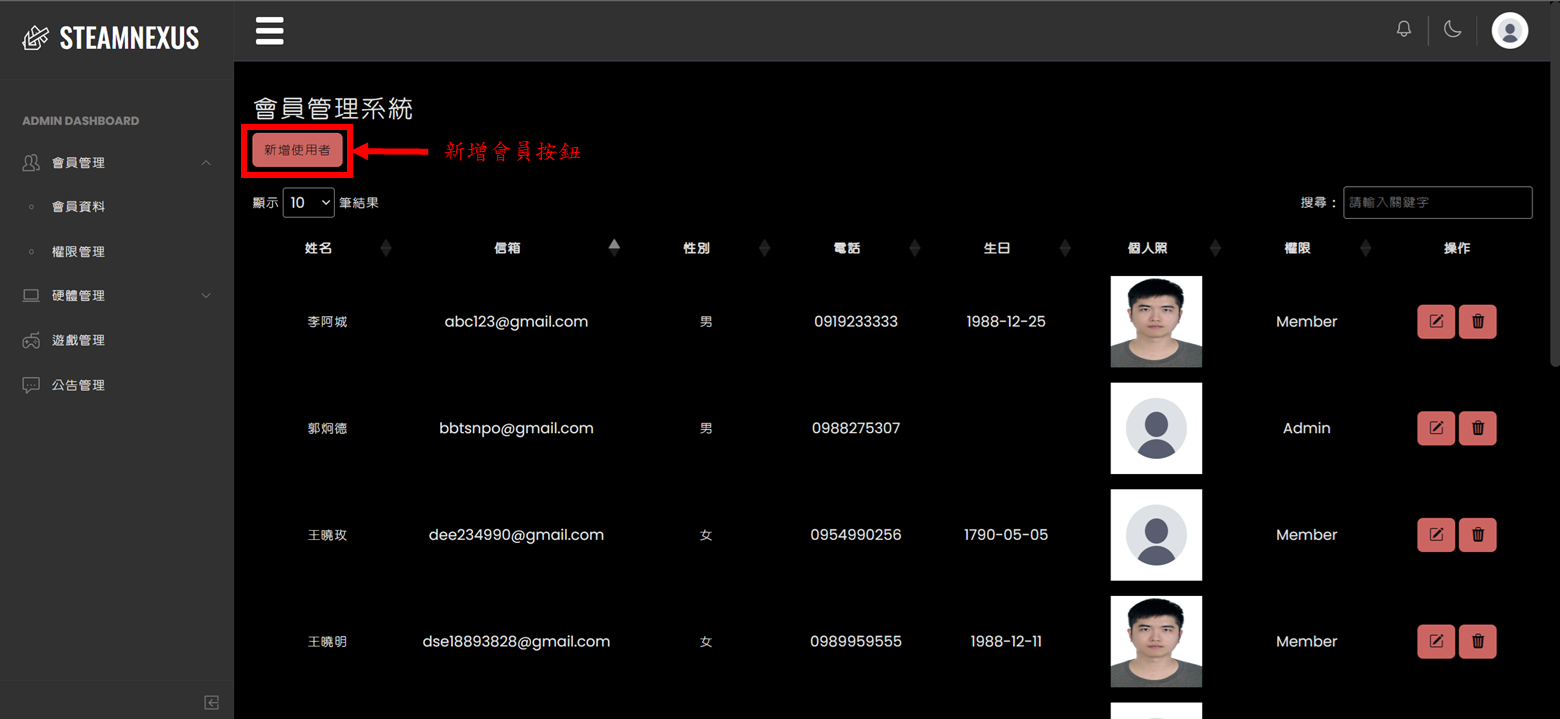 STEAMNEXUS
ADMIN DASHBOARD
會員管理
會員資料
權限管理
硬體管理
遊戲管理
公告管理
會員管理系統
新增使用者 新增會員按鈕
顯示 10 筆結果 搜尋： 請輸入關鍵字
姓名 信箱 性別 電話 生日 個人照 權限 操作
李阿城 abc123@gmail.com 男 0919233333 1988-12-25 Member
郭炯德 bbtsnpo@gmail.com 男 0988275307 Admin
王曉玫 dee234990@gmail.com 女 0954990256 1790-05-05 Member
王曉明 dse18893828@gmail.com 女 0989959555 1988-12-11 Member